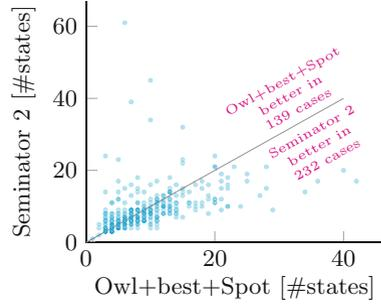 60
40
20
0
0
20
40
Seminator 2 [#states]
Owl+best+Spot [#states]
Owl+best+Spot
better in
139 cases
Seminator 2
better in
232 cases